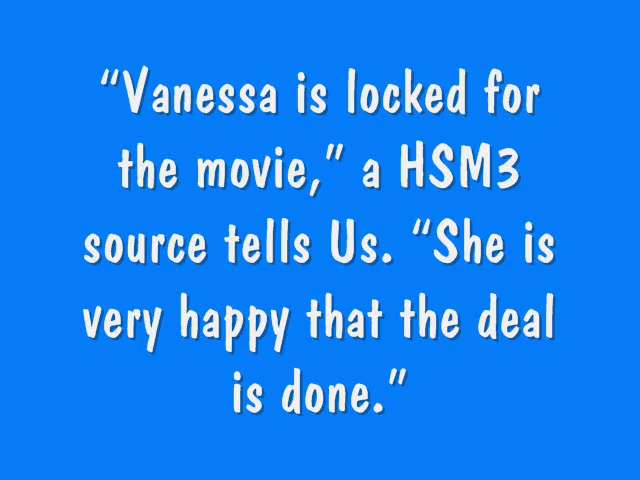 “Vanessa is locked for
the movie,” a HSM3
source tells Us. “She is
very happy that the deal
is done.”